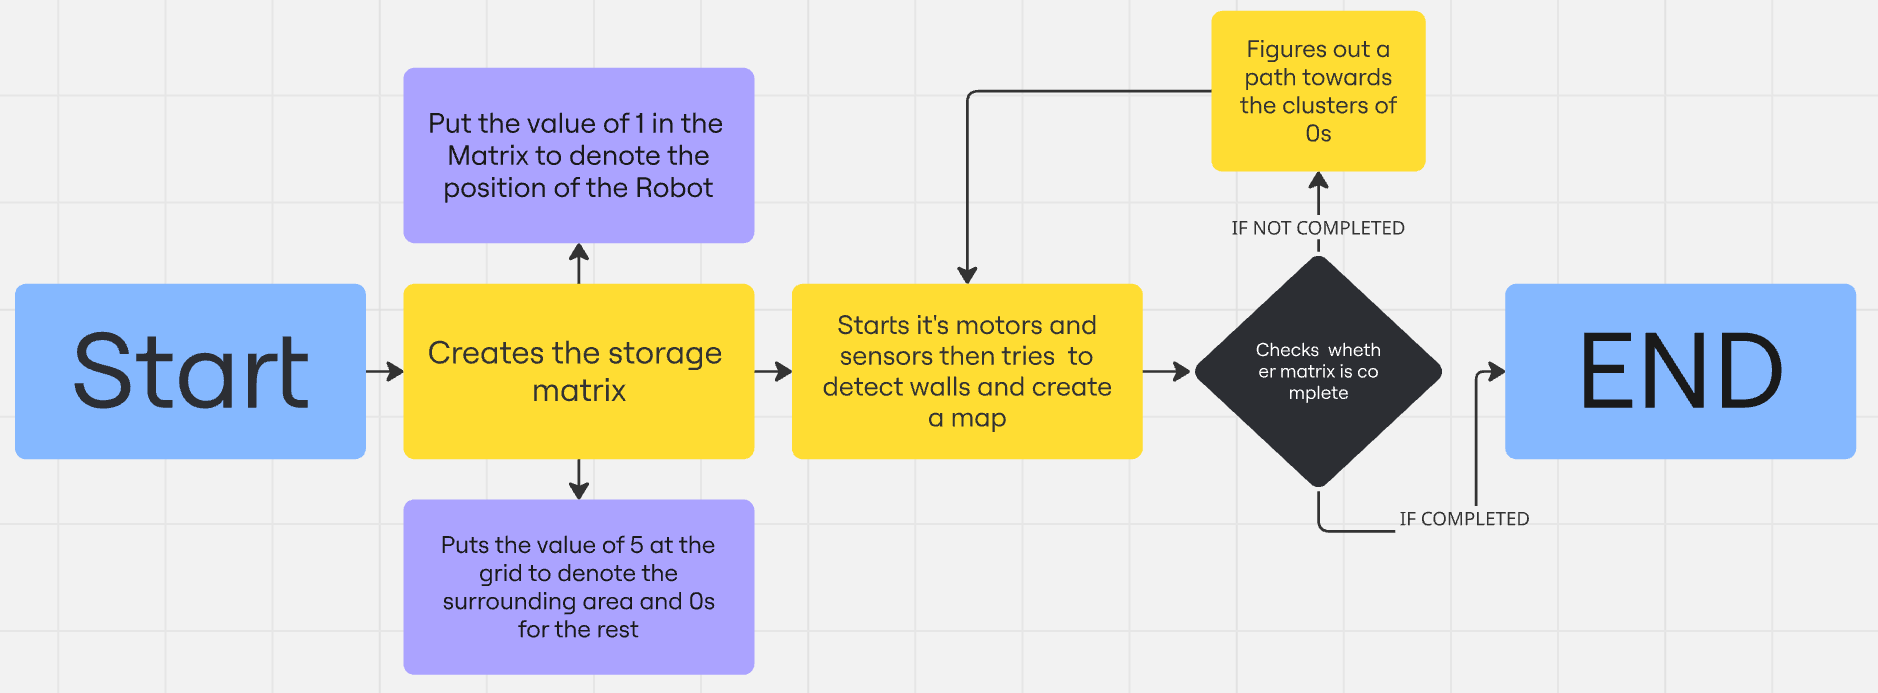 Start
Put the value of 1 in the
Matrix to denote the
position of the Robot
Creates the storage
matrix
Puts the value of 5 at the
grid to denote the
surrounding area and 0s
for the rest
Starts it's motors and
sensors then tries to
detect walls and create
a map
Figures out a
path towards
the clusters of
0s
IF NOT COMPLETED
Checks wheth
er matrix is co
mplete
IF COMPLETED
END